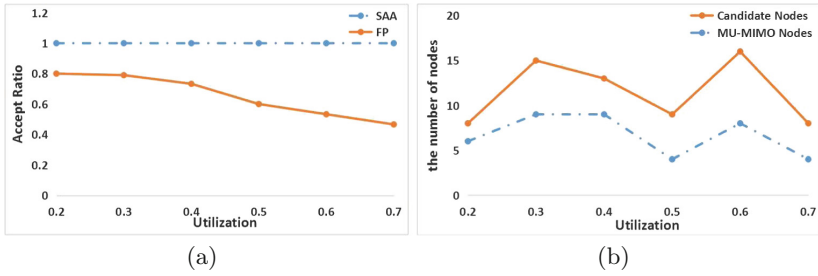 1.2
1
0.8
0.6
0.4
0.2
0
Accept Ratio
SAA
FP
0.2 0.3 0.4 0.5 0.6 0.7
Utilization
(a)
20
15
10
5
0
the number of nodes
Candidate Nodes
MU-MIMO Nodes
0.2 0.3 0.4 0.5 0.6 0.7
Utilization
(b)